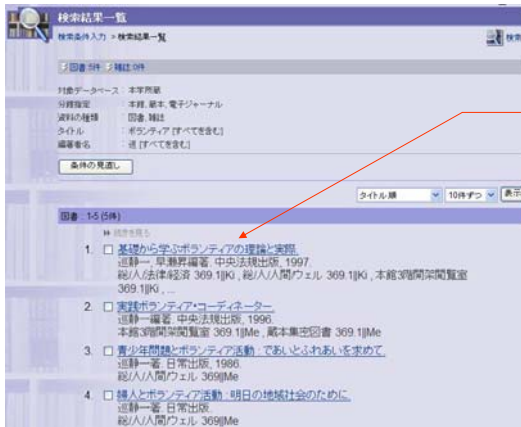 検索結果一覧
検索条件入力 > 検索結果一覧
検索
図書:5件 雑誌:0件
対象データベース : 本学所蔵
分館指定 : 本館, 蔵本, 電子ジャーナル
資料の種類 : 図書, 雑誌
タイトル : ボランティア [すべてを含む]
編著者名 : 巡 [すべてを含む]
条件の見直し
タイトル順 10件ずつ 表示
図書 : 1-5 (5件)
続きを見る
1. 基礎から学ぶボランティアの理論と実際.
巡静一, 早瀬昇編著. 中央法規出版, 1997.
総/人/法律/経済 369.1||Ki , 総/人/人間/ウェル 369.1||Ki , 本館3階開架閲覧室
369.1||Ki , ...
2. 実践ボランティア・コーディネーター.
巡静一編著. 中央法規出版, 1996.
本館3階開架閲覧室 369.1||Me , 蔵本集密図書 369.1||Me
3. 青少年問題とボランティア活動 : であいとふれあいを求めて.
巡静一著. 日常出版, 1986.
総/人/人間/ウェル 369||Me
4. 婦人とボランティア活動 : 明日の地域社会のために.
巡静一著. 日常出版.
総/人/人間/ウェル 369||Me